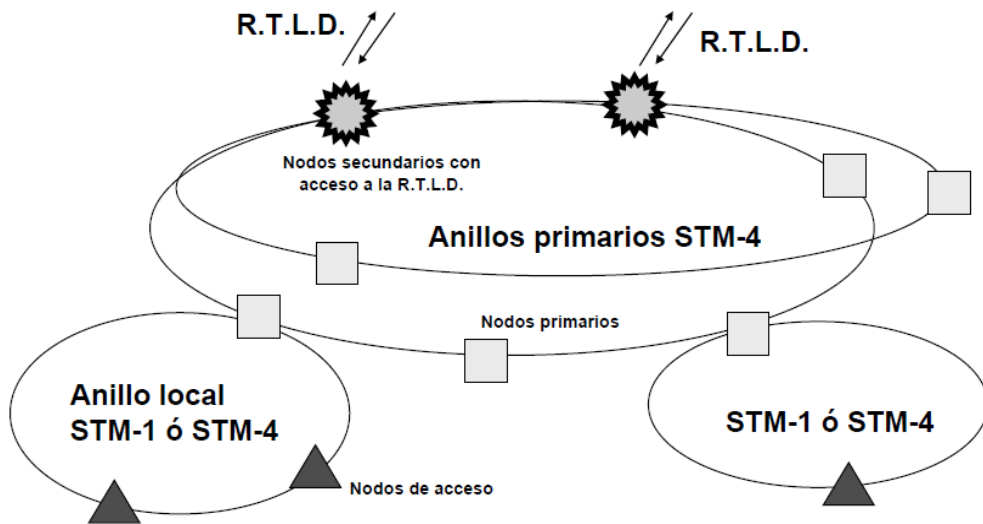 R.T.L.D.
R.T.L.D.
Nodos secundarios con
acceso a la R.T.L.D.
Anillos primarios STM-4
Nodos primarios
Anillo local
STM-1 ó STM-4
STM-1 ó STM-4
Nodos de acceso